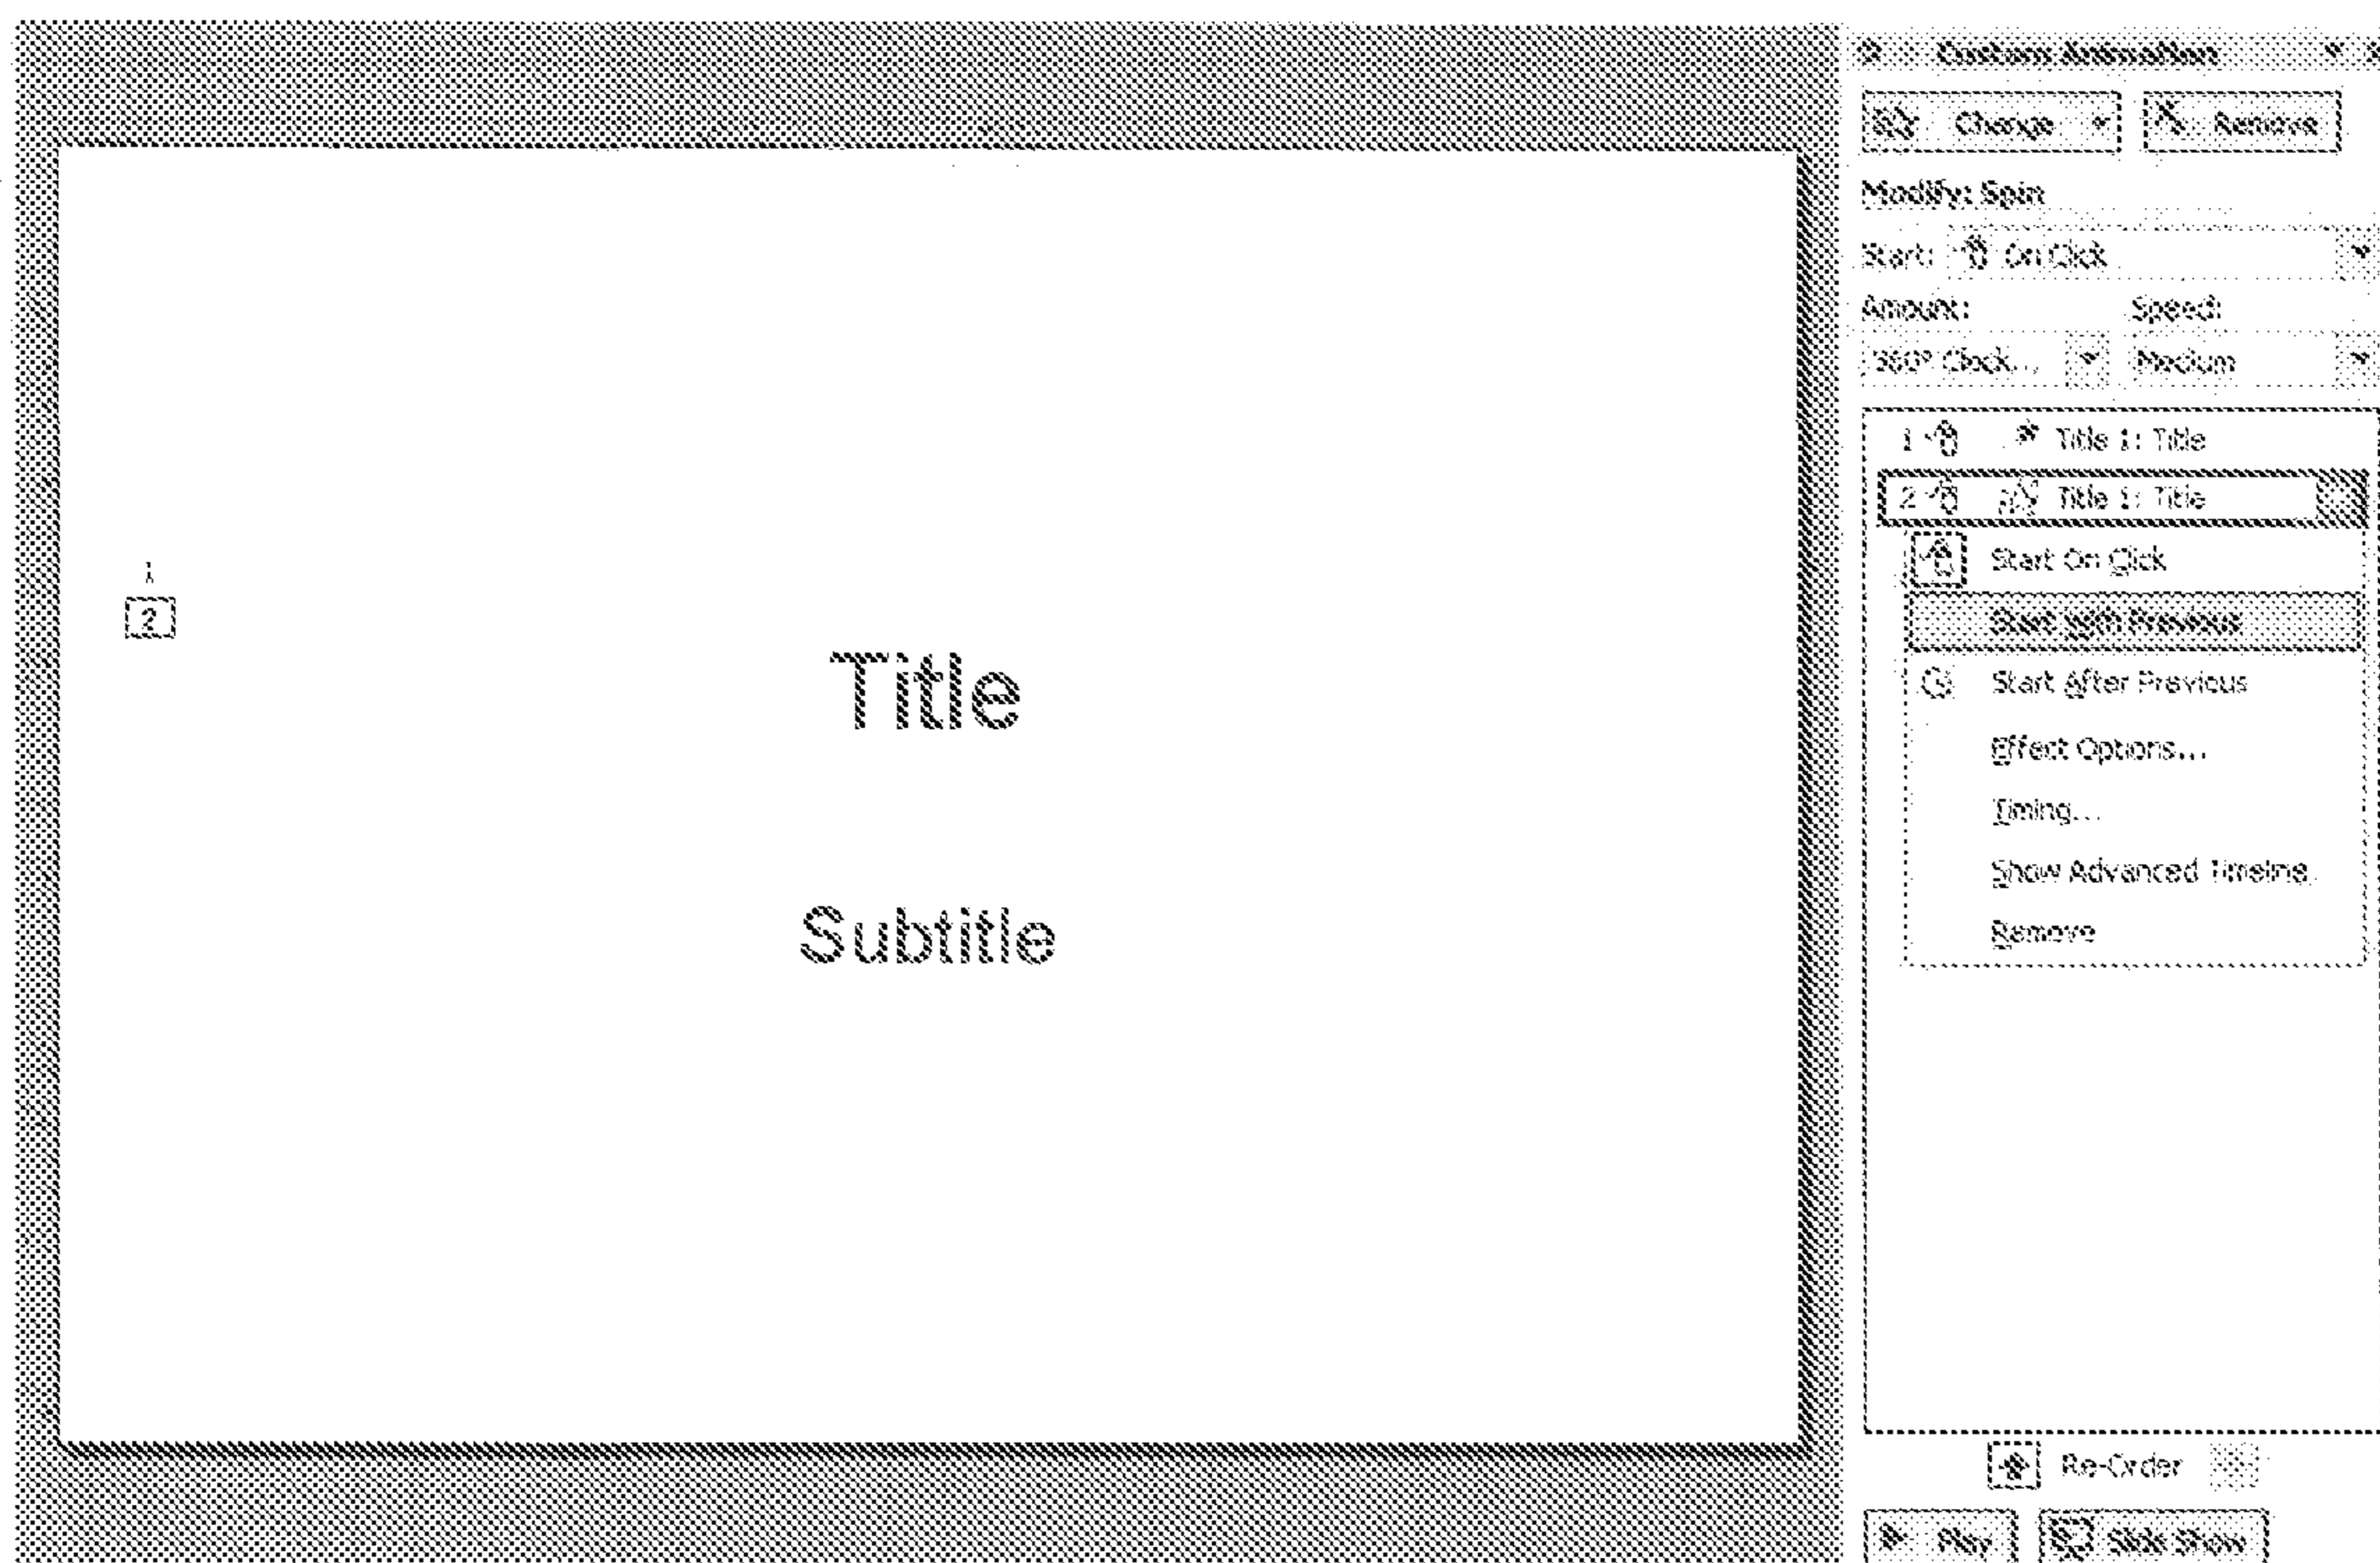 Custom Animation
Change Remove
Modify: Spin
Start: On Click
Amount: Speed:
360° Clock... Medium
1 Title 1: Title
2 Title 1: Title
Start On Click
Start With Previous
Start After Previous
Effect Options...
Timing...
Show Advanced Timeline
Remove
1
2
Title
Subtitle
Re-Order
Play Slide Show